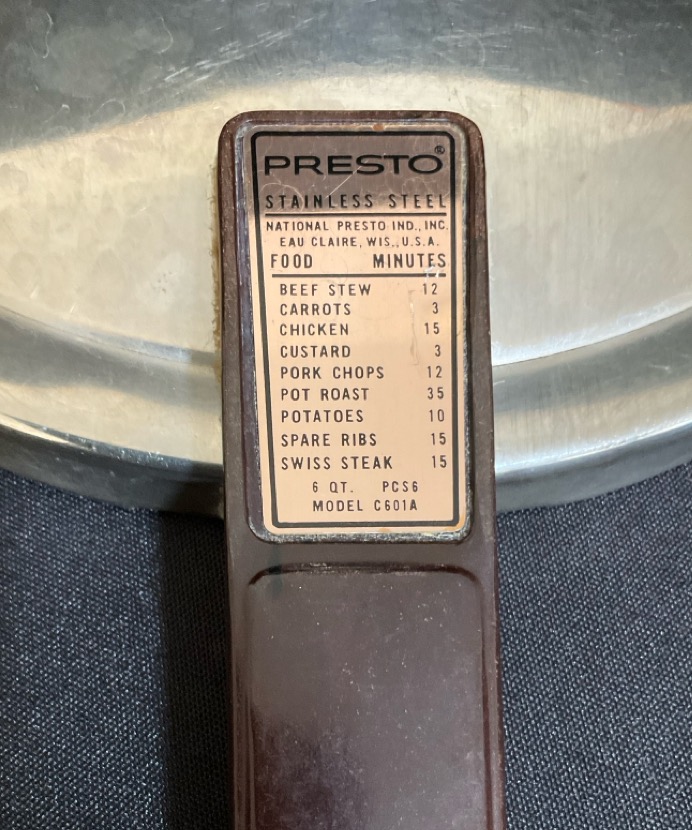 PRESTO®
STAINLESS STEEL
NATIONAL PRESTO IND., INC.
EAU CLAIRE, WIS., U.S.A.
FOOD MINUTES
BEEF STEW 12
CARROTS 3
CHICKEN 15
CUSTARD 3
PORK CHOPS 12
POT ROAST 35
POTATOES 10
SPARE RIBS 15
SWISS STEAK 15
6 QT. PCS6
MODEL C601A